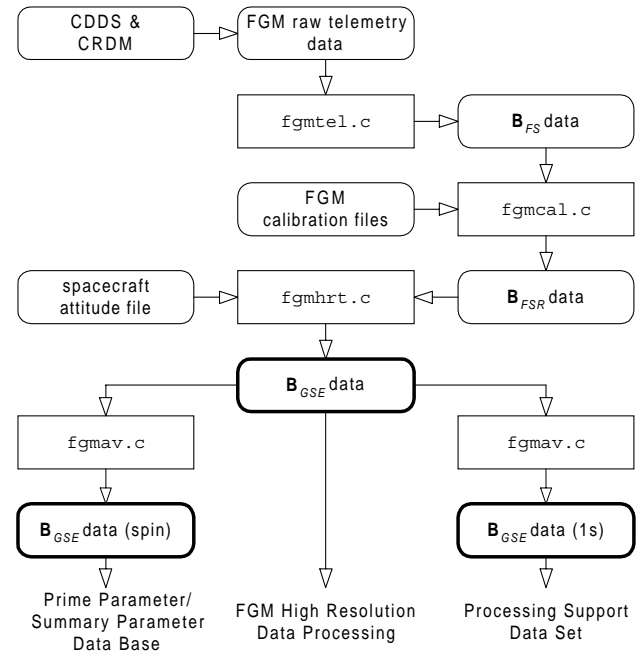 CDDS &
CRDM
FGM raw telemetry
data
fgmtel.c
B_FS data
FGM
calibration files
fgmcal.c
spacecraft
attitude file
fgmhrt.c
B_FSR data
B_GSE data
fgmav.c
fgmav.c
B_GSE data (spin)
B_GSE data (1s)
Prime Parameter/
Summary Parameter
Data Base
FGM High Resolution
Data Processing
Processing Support
Data Set